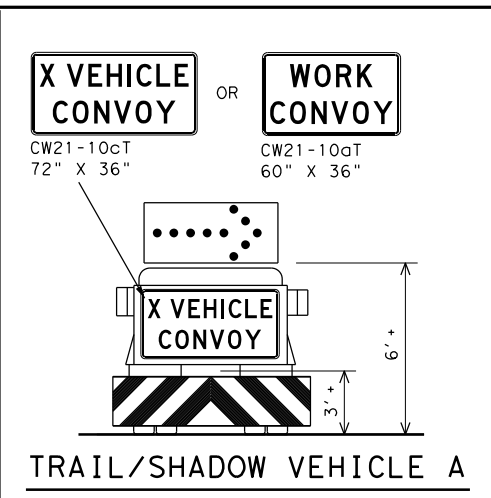 X VEHICLE
CONVOY
OR
WORK
CONVOY
CW21-10cT
72" X 36"
CW21-10aT
60" X 36"
X VEHICLE
CONVOY
6' +
3' +
TRAIL/SHADOW VEHICLE A